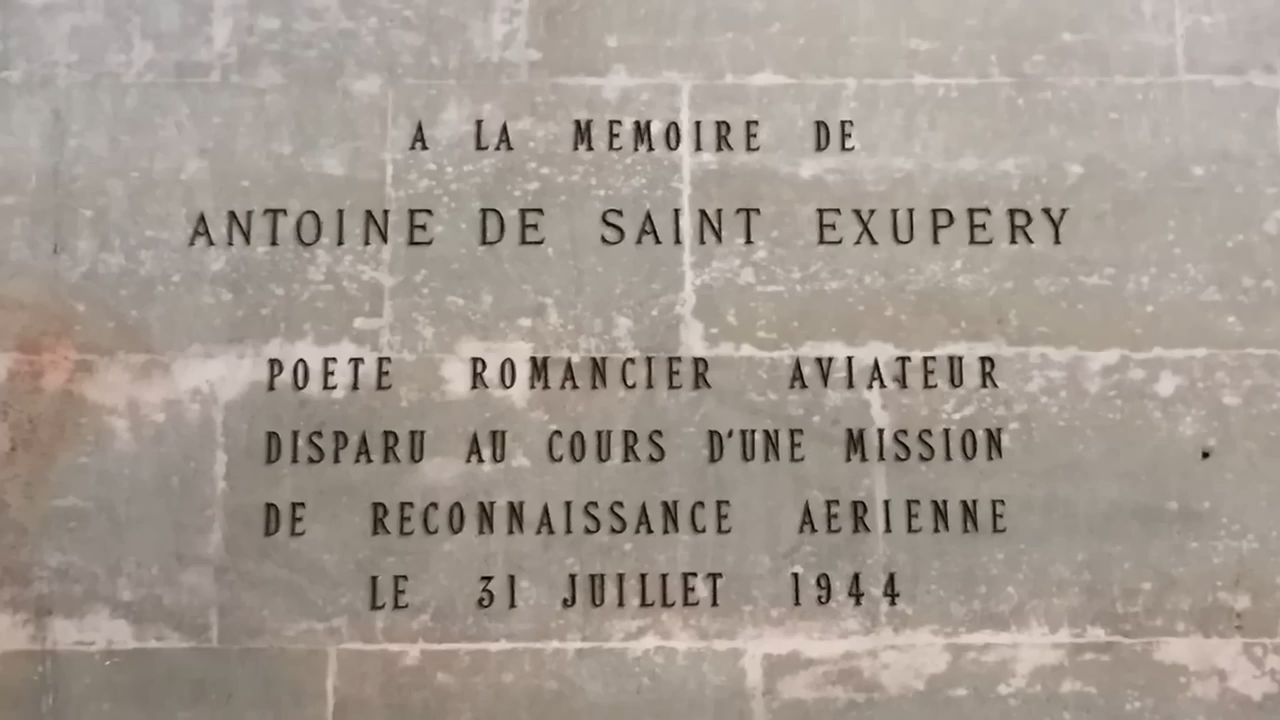 A LA MEMOIRE DE
ANTOINE DE SAINT EXUPERY
POETE ROMANCIER AVIATEUR
DISPARU AU COURS D'UNE MISSION
DE RECONNAISSANCE AERIENNE
LE 31 JUILLET 1944